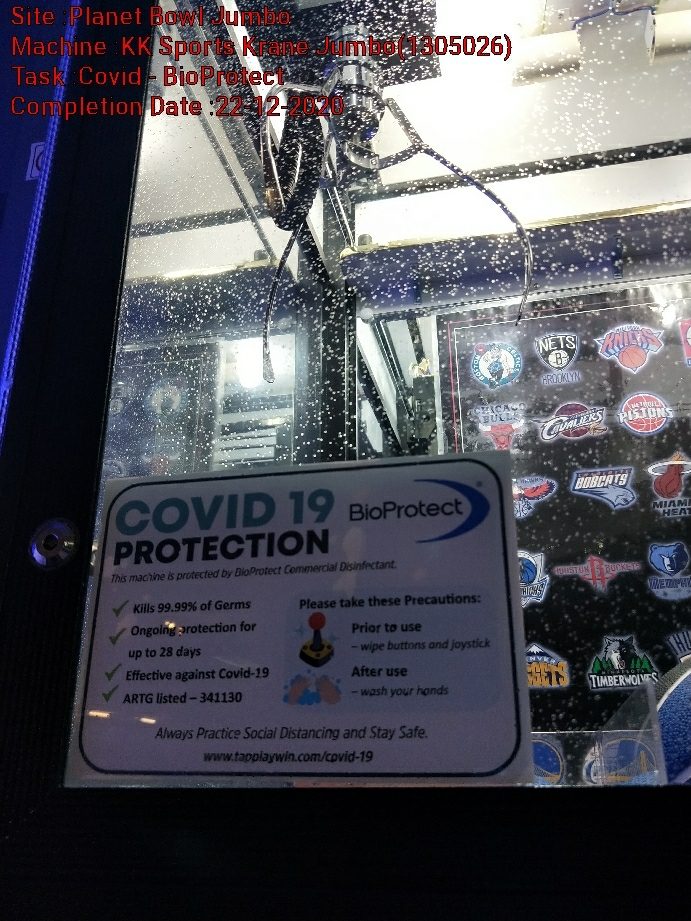 Site :Planet Bowl Jumbo
Machine :KK Sports Krane Jumbo(1305026)
Task :Covid - BioProtect
Completion Date :22-12-2020
NETS
BROOKLYN
KNICKS
CHICAGO
BULLS
CAVALIERS
DETROIT
PISTONS
BOBCATS
MIAMI
HEAT
HOUSTON ROCKETS
TIMBERWOLVES
COVID 19
PROTECTION
BioProtect
This machine is protected by BioProtect Commercial Disinfectant.
Kills 99.99% of Germs
Ongoing protection for
up to 28 days
Effective against Covid-19
ARTG listed – 341130
Please take these Precautions:
Prior to use
– wipe buttons and joystick
After use
– wash your hands
Always Practice Social Distancing and Stay Safe.
www.tapplaywin.com/covid-19